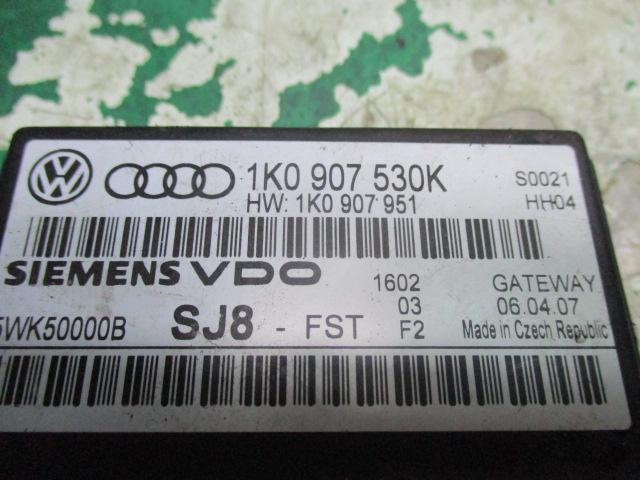 1K0 907 530K S0021
HW: 1K0 907 951 HH04
SIEMENS VDO 1602 GATEWAY
5WK50000B SJ8 - FST 03 06.04.07
F2 Made in Czech Republic